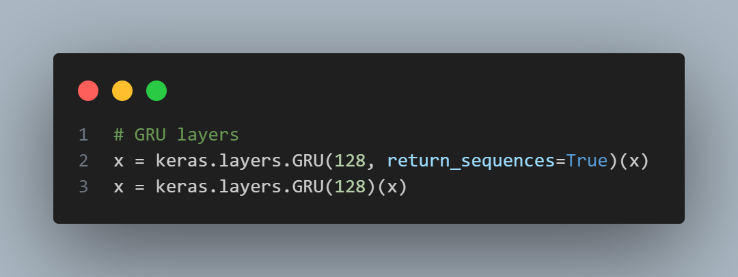 1 # GRU layers
2 x = keras.layers.GRU(128, return_sequences=True)(x)
3 x = keras.layers.GRU(128)(x)